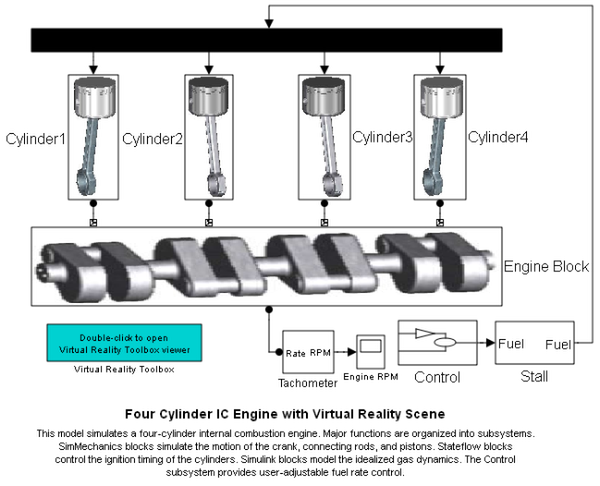 Cylinder1
Cylinder2
Cylinder3
Cylinder4
Engine Block
Double-click to open
Virtual Reality Toolbox viewer
Virtual Reality Toolbox
Rate RPM
Tachometer
Engine RPM
Control
Fuel Fuel
Stall
Four Cylinder IC Engine with Virtual Reality Scene
This model simulates a four-cylinder internal combustion engine. Major functions are organized into subsystems.
SimMechanics blocks simulate the motion of the crank, connecting rods, and pistons. Stateflow blocks
control the ignition timing of the cylinders. Simulink blocks model the idealized gas dynamics. The Control
subsystem provides user-adjustable fuel rate control.